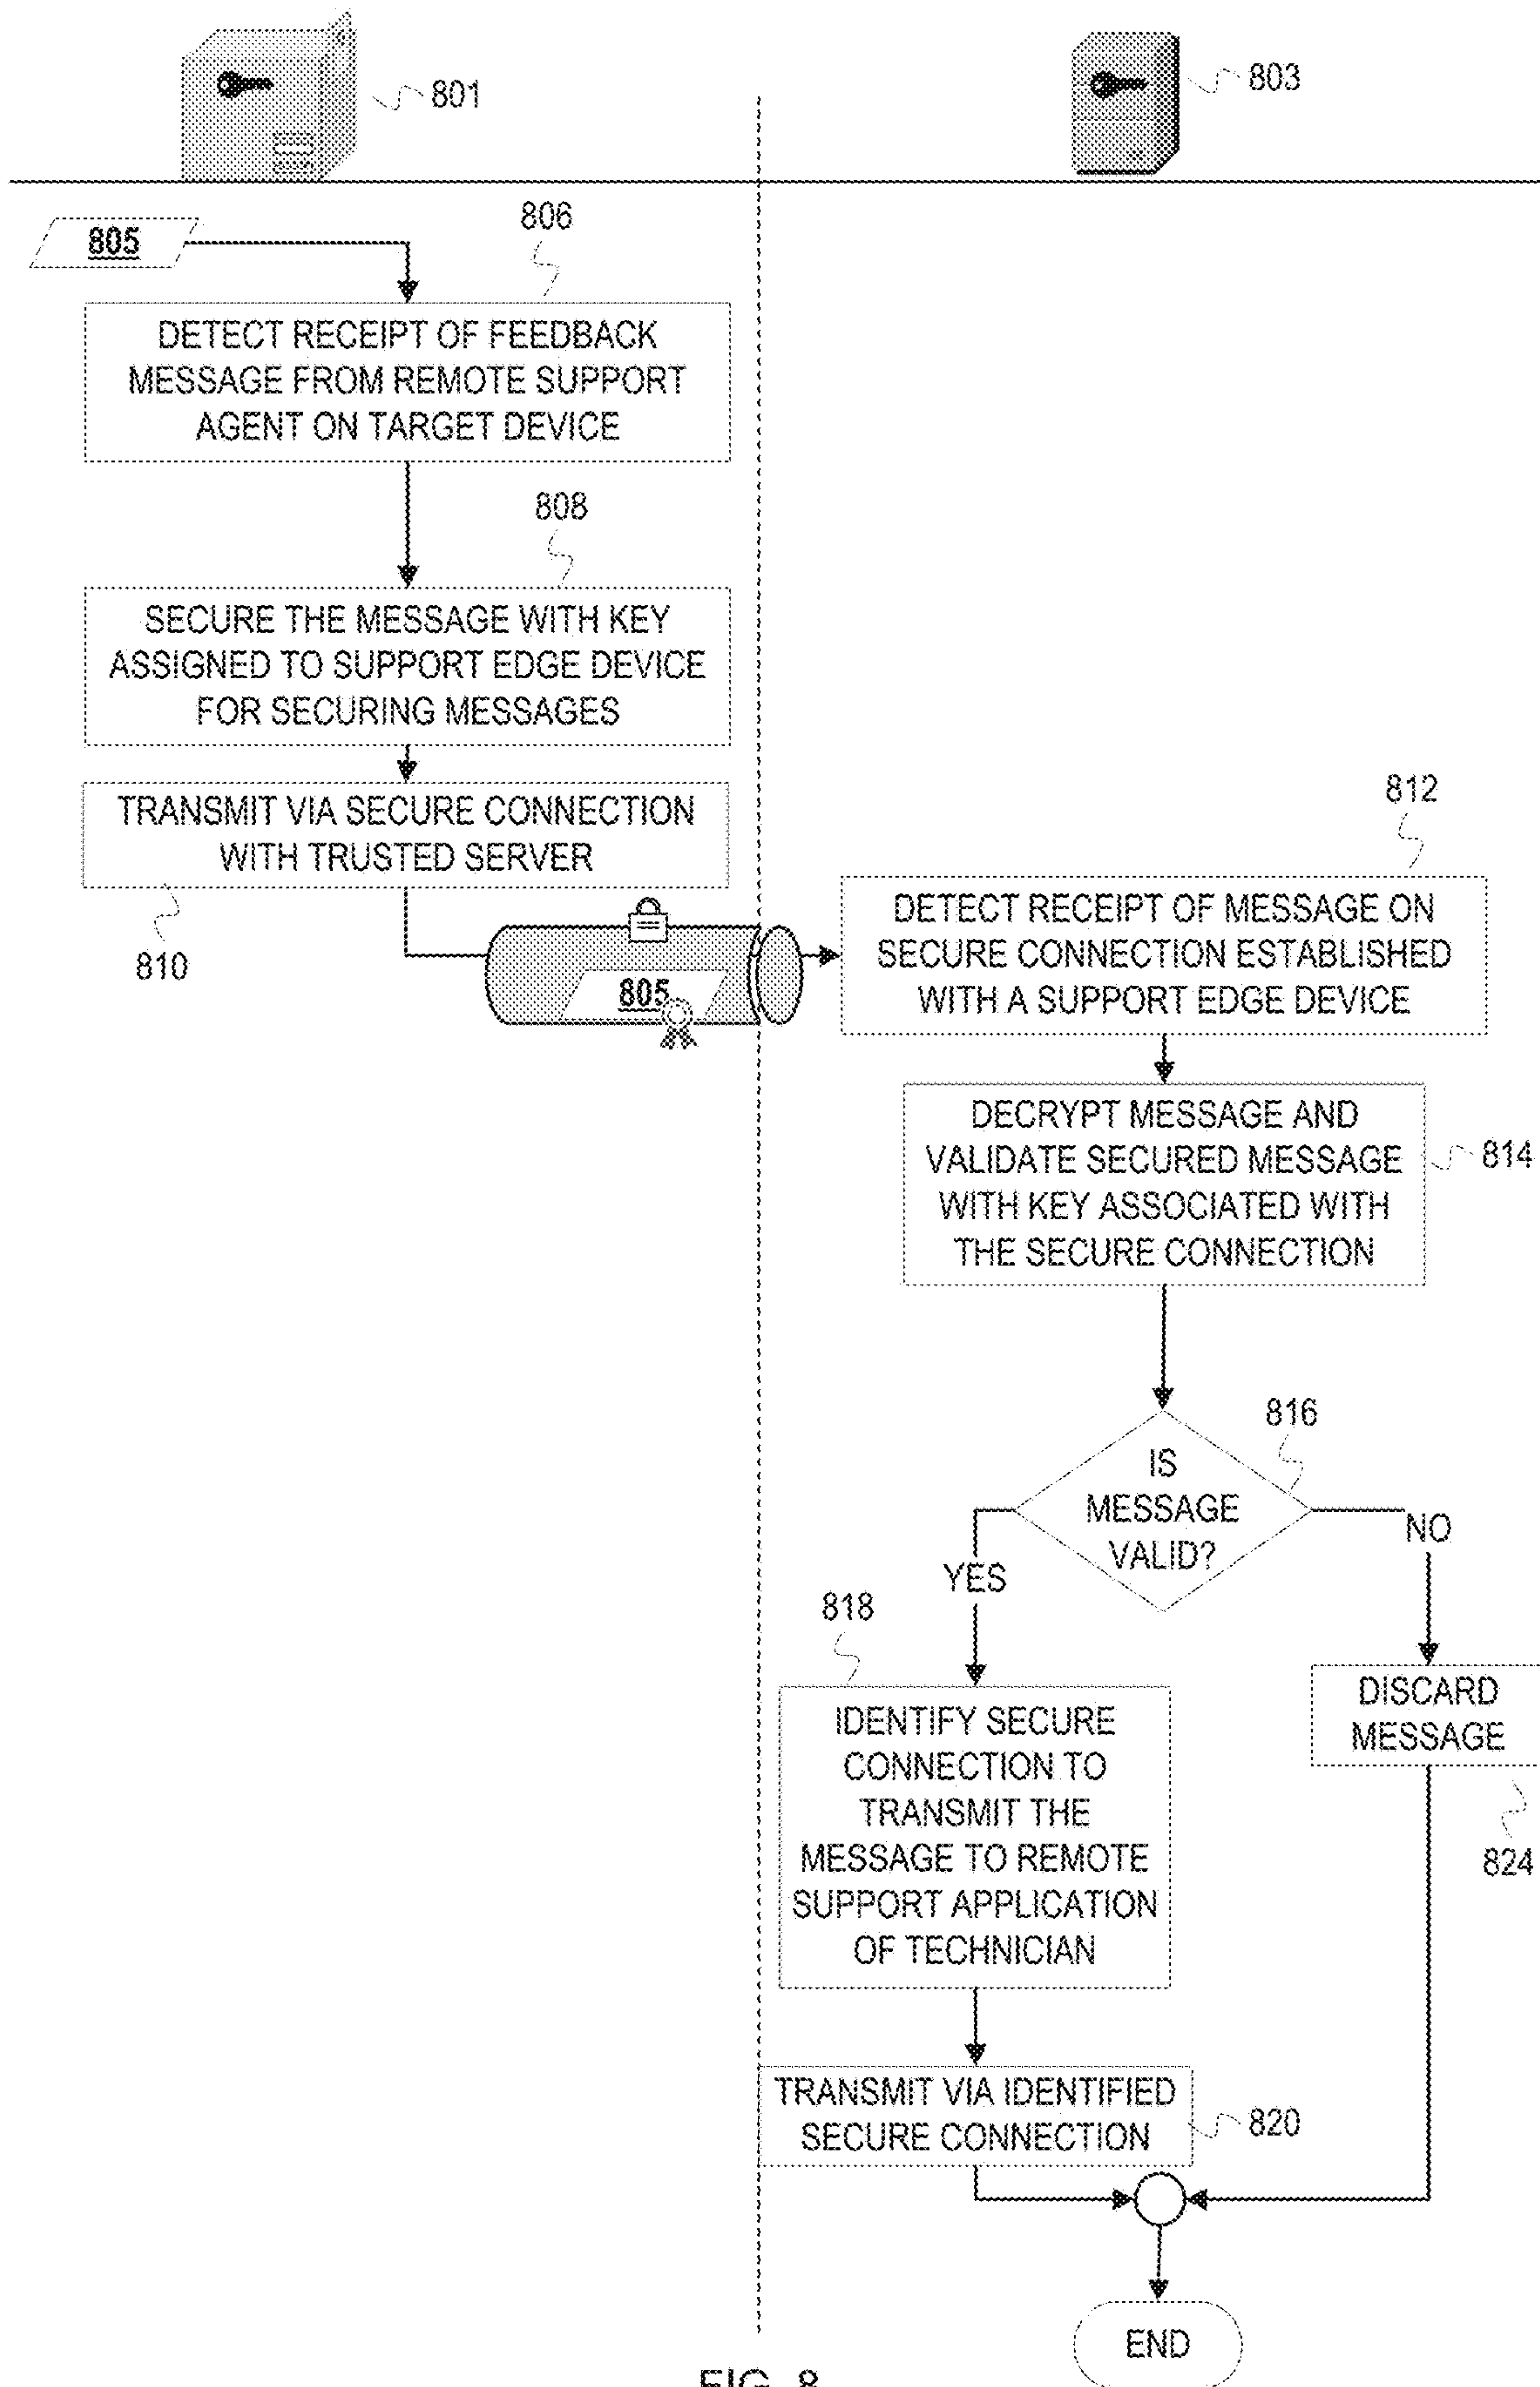 801
803
805
806
DETECT RECEIPT OF FEEDBACK
MESSAGE FROM REMOTE SUPPORT
AGENT ON TARGET DEVICE
808
SECURE THE MESSAGE WITH KEY
ASSIGNED TO SUPPORT EDGE DEVICE
FOR SECURING MESSAGES
TRANSMIT VIA SECURE CONNECTION
WITH TRUSTED SERVER
810
805
812
DETECT RECEIPT OF MESSAGE ON
SECURE CONNECTION ESTABLISHED
WITH A SUPPORT EDGE DEVICE
DECRYPT MESSAGE AND
VALIDATE SECURED MESSAGE
WITH KEY ASSOCIATED WITH
THE SECURE CONNECTION
814
816
IS
MESSAGE
VALID?
YES
NO
818
IDENTIFY SECURE
CONNECTION TO
TRANSMIT THE
MESSAGE TO REMOTE
SUPPORT APPLICATION
OF TECHNICIAN
DISCARD
MESSAGE
824
TRANSMIT VIA IDENTIFIED
SECURE CONNECTION
820
END
FIG. 8